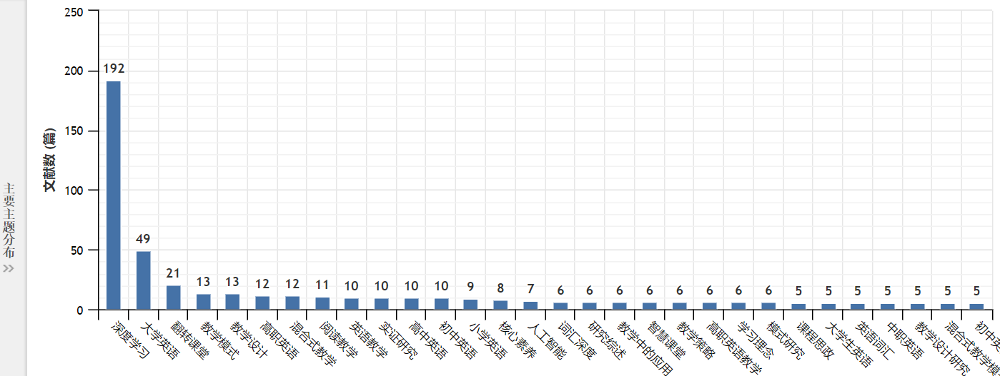 主要主题分布
文献数 (篇)
250
200
150
100
50
0
192
49
21
13
13
12
12
11
10
10
10
10
9
8
7
6
6
6
6
6
6
6
6
5
5
5
5
5
5
5
深度学习
大学英语
翻转课堂
教学模式
教学设计
高职英语
混合式教学
阅读教学
英语教学
实证研究
高中英语
初中英语
小学英语
核心素养
人工智能
词汇深度
研究综述
教学中的应用
智慧课堂
教学策略
高职英语教学
学习理念
模式研究
课程思政
大学生英语
英语词汇
中职英语
教学设计研究
混合式教学模
初中英